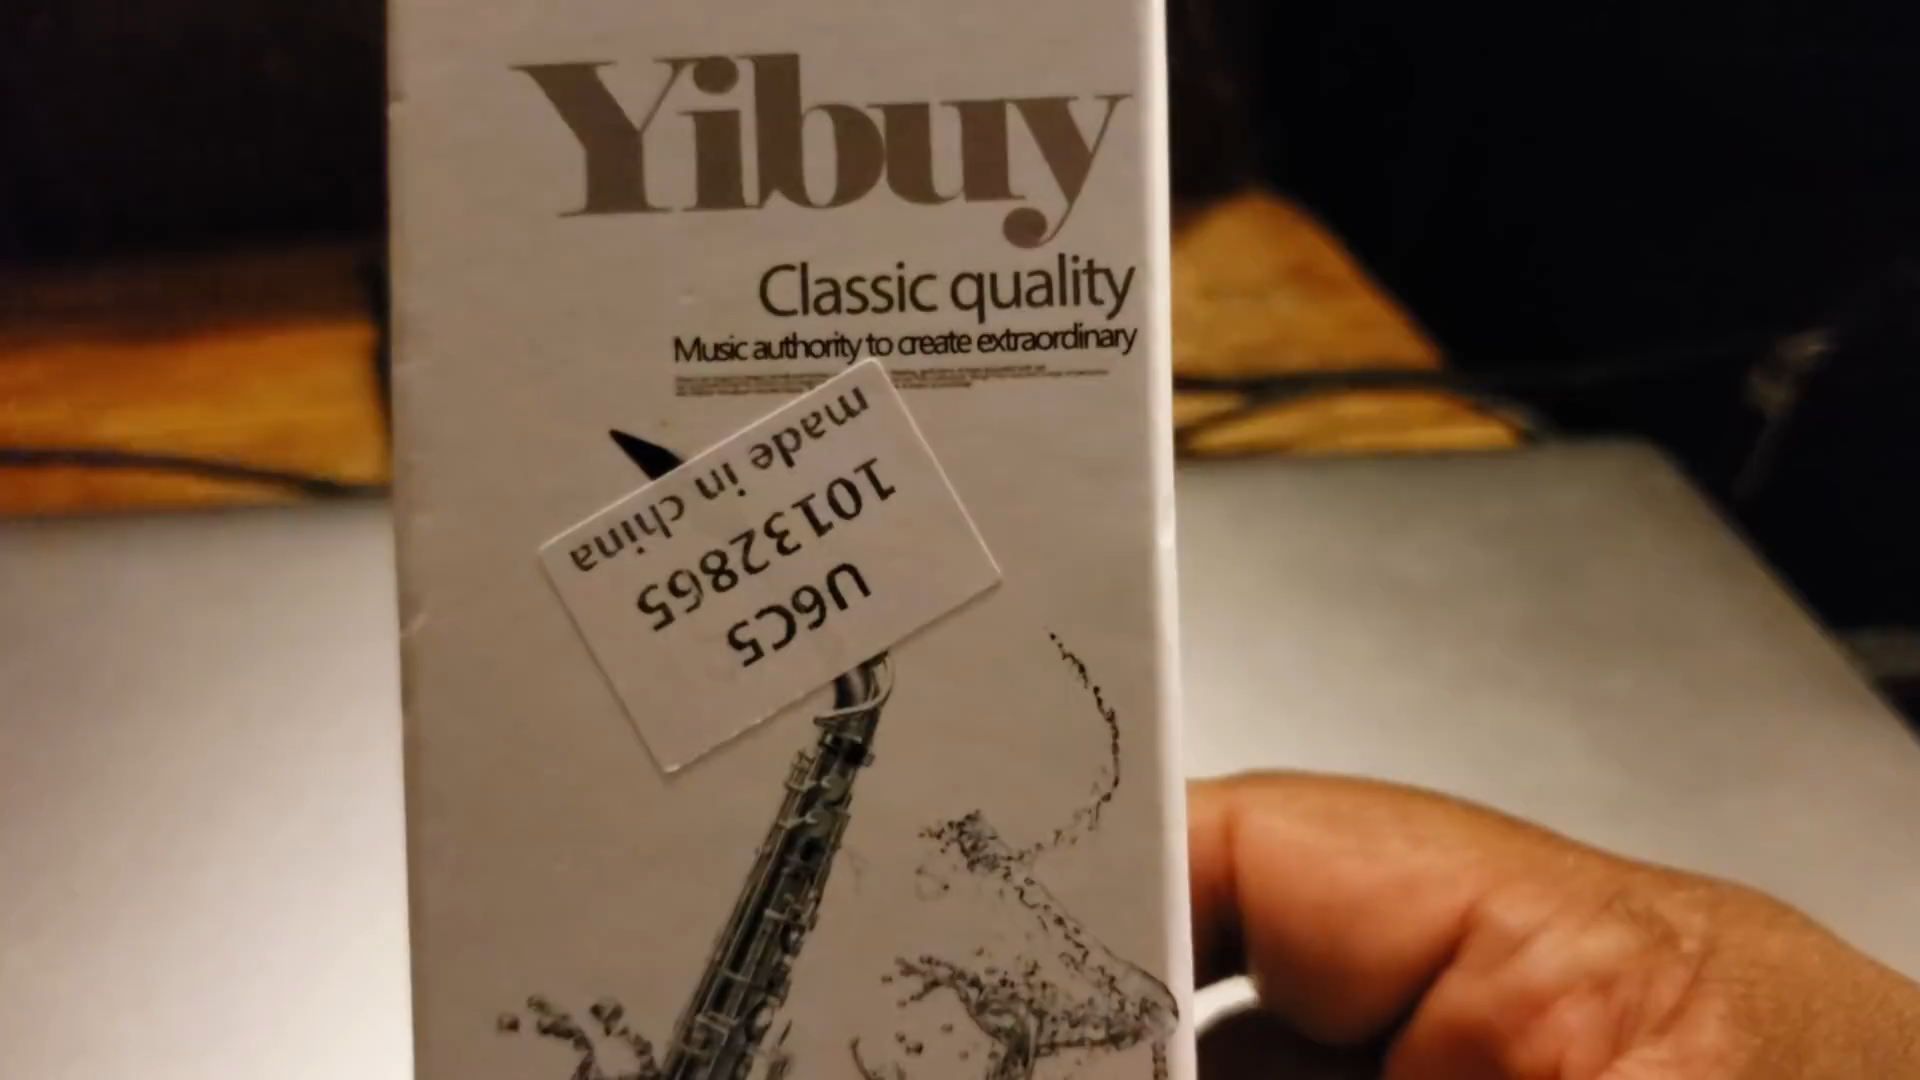 Yibuy
Classic quality
Music authority to create extraordinary
U6C5
10132865
made in china